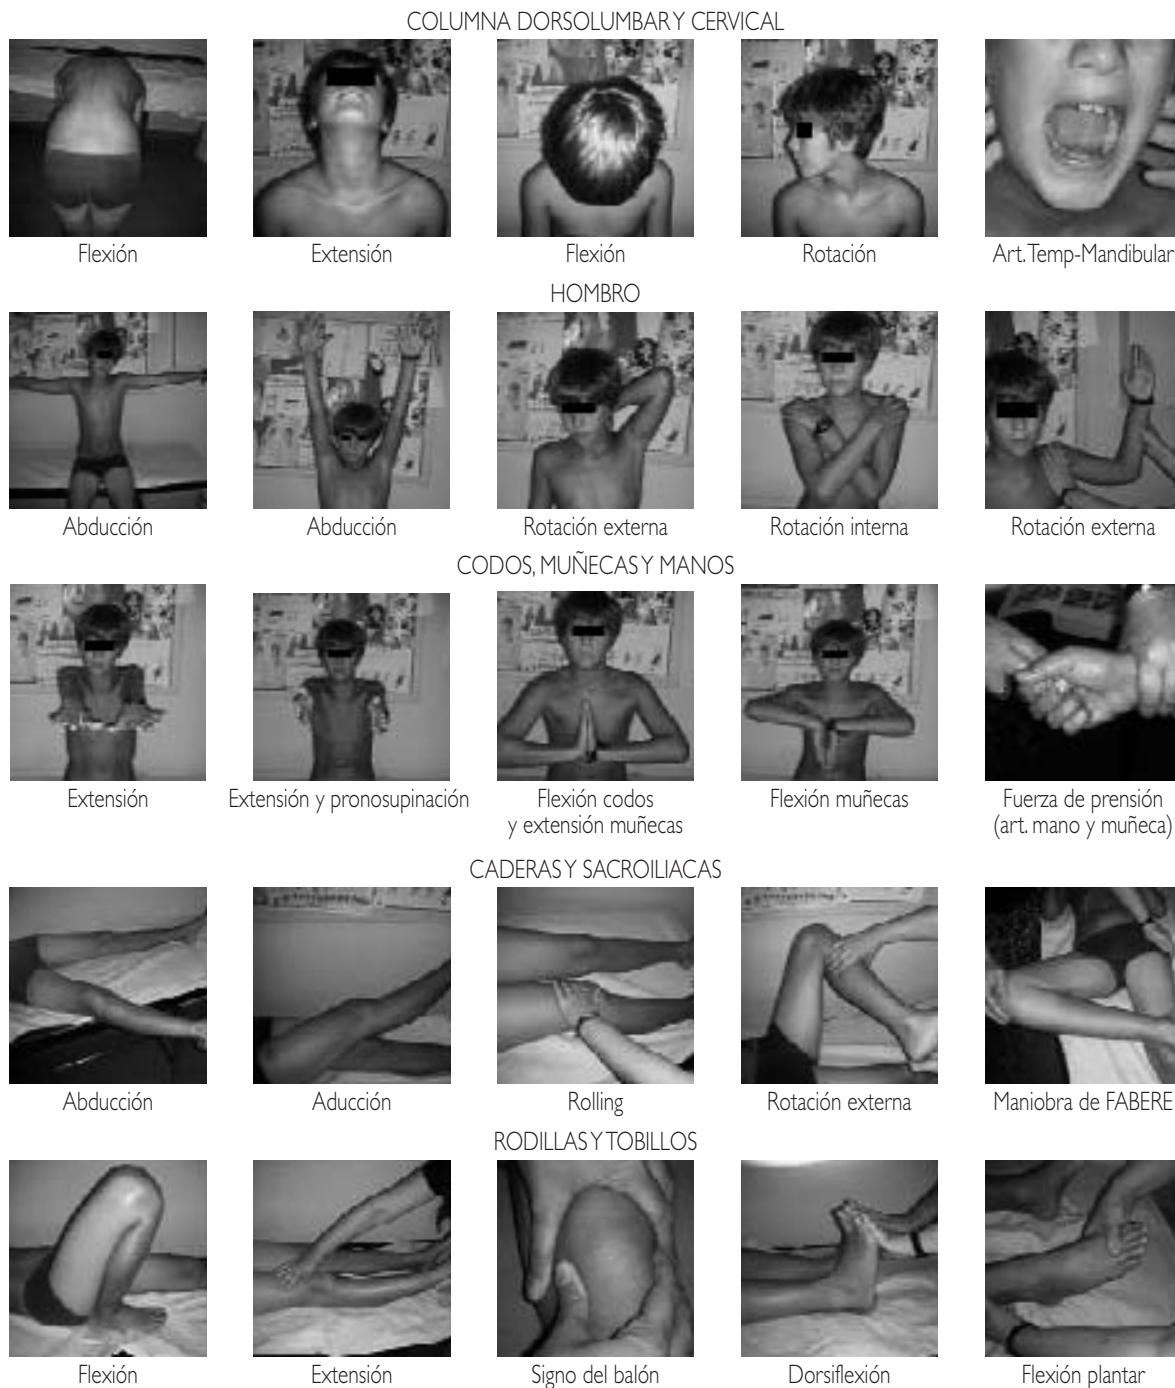 COLUMNA DORSOLUMBAR Y CERVICAL
Flexión Extensión Flexión Rotación Art. Temp-Mandibular
HOMBRO
Abducción Abducción Rotación externa Rotación interna Rotación externa
CODOS, MUÑECAS Y MANOS
Extensión Extensión y pronosupinación Flexión codos Flexión muñecas Fuerza de prensión
y extensión muñecas (art. mano y muñeca)
CADERAS Y SACROILIACAS
Abducción Aducción Rolling Rotación externa Maniobra de FABERE
RODILLAS Y TOBILLOS
Flexión Extensión Signo del balón Dorsiflexión Flexión plantar